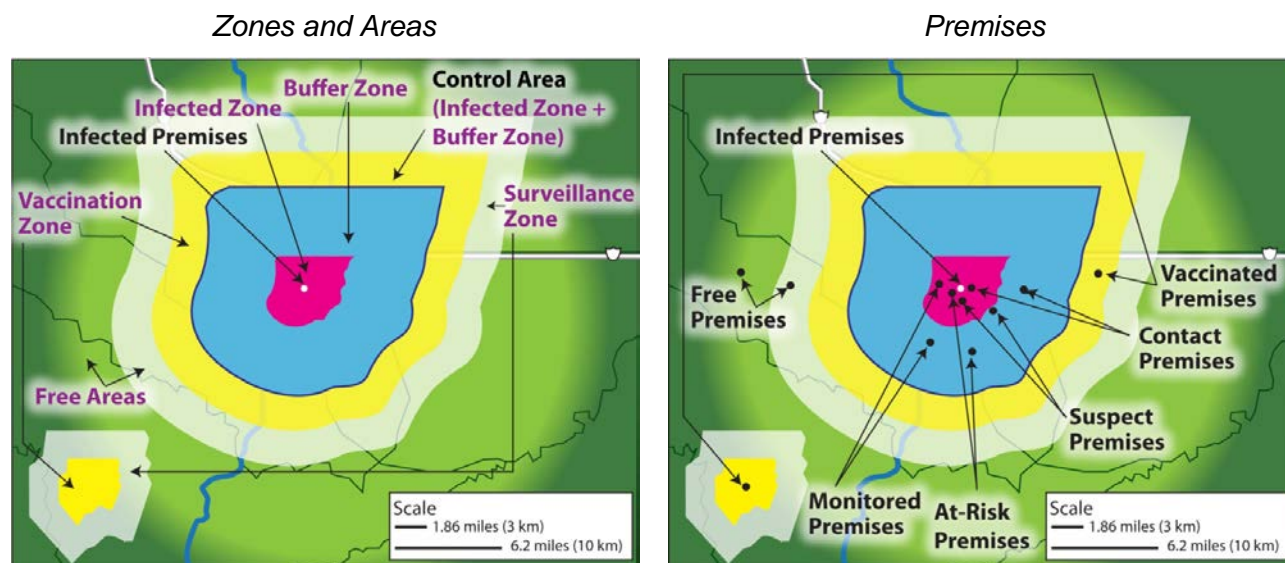 Zones and Areas
Buffer Zone
Control Area
(Infected Zone +
Buffer Zone)
Infected Zone
Infected Premises
Vaccination
Zone
Surveillance
Zone
Free Areas
Scale
1.86 miles (3 km)
6.2 miles (10 km)
Premises
Infected Premises
Free
Premises
Vaccinated
Premises
Contact
Premises
Suspect
Premises
Monitored
Premises
At-Risk
Premises
Scale
1.86 miles (3 km)
6.2 miles (10 km)